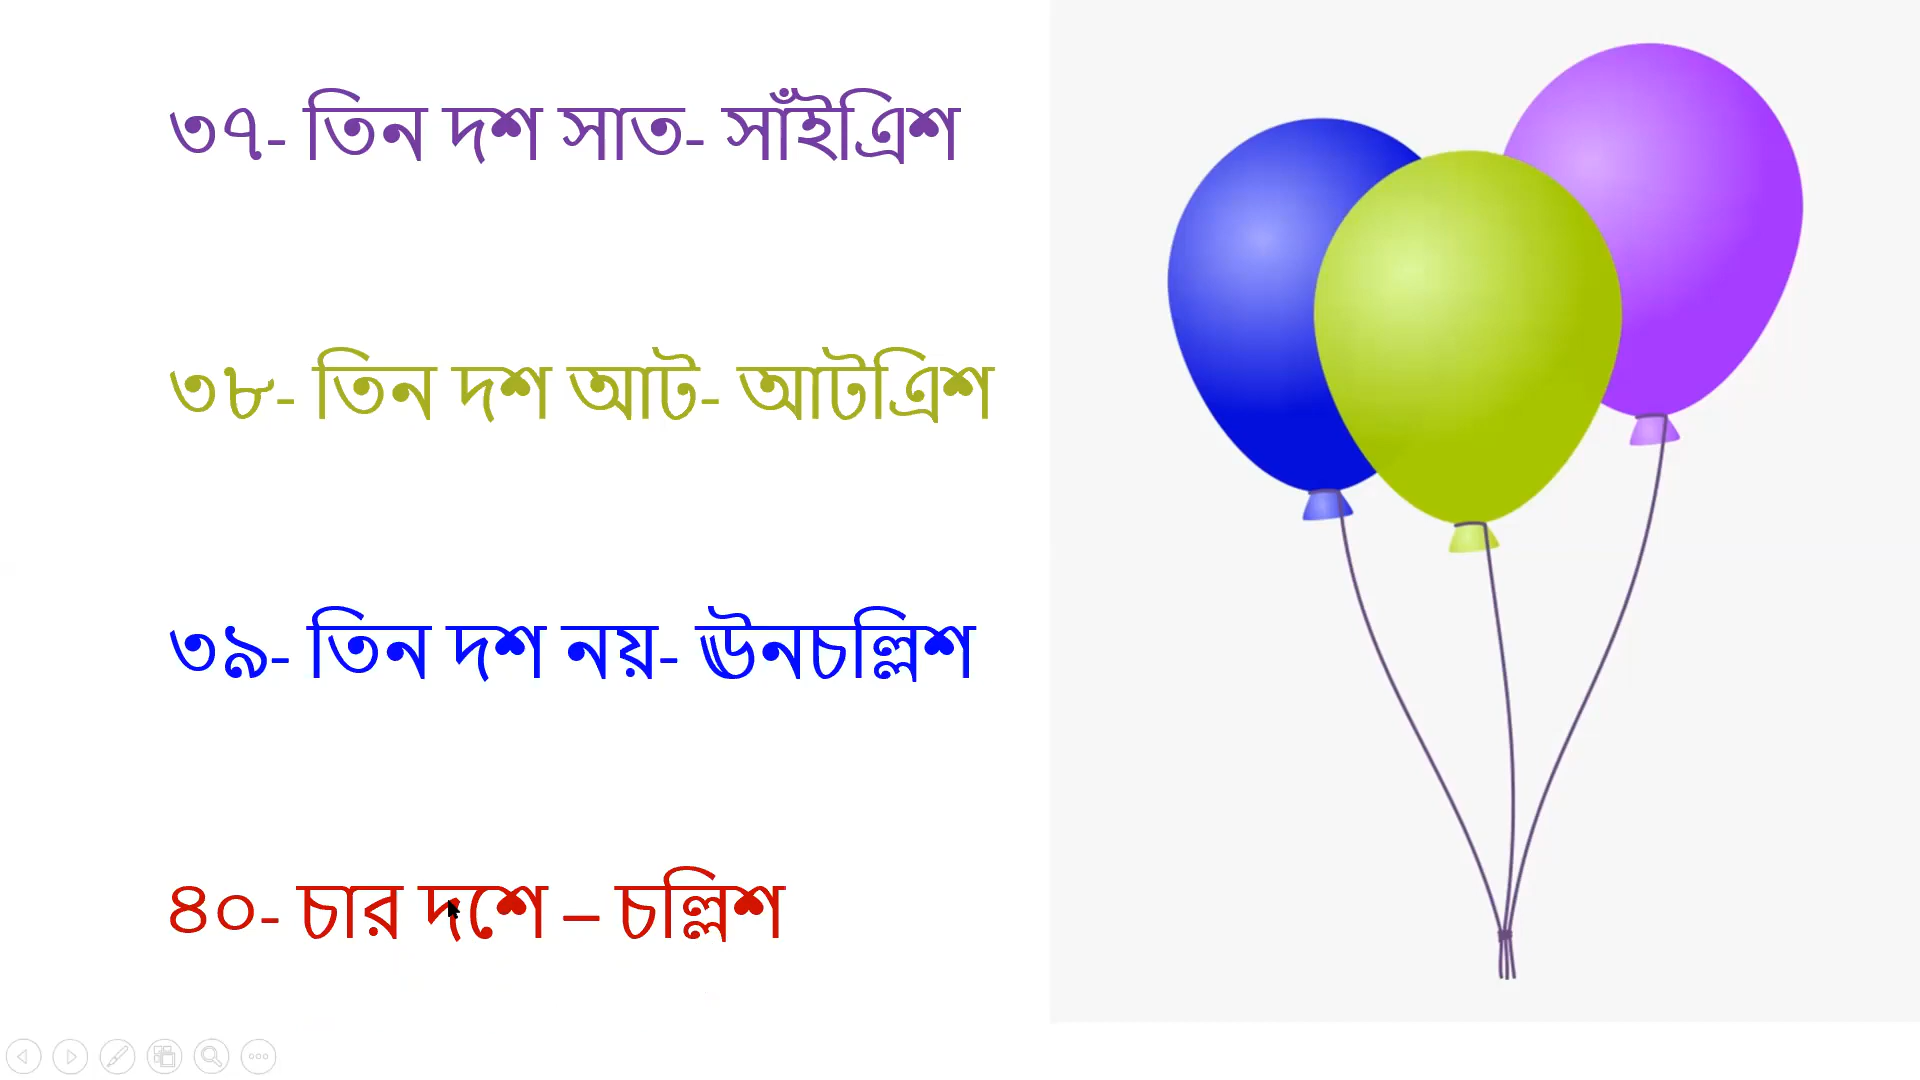 ৩৭- তিন দশ সাত- সাঁইত্রিশ
৩৮- তিন দশ আট- আটত্রিশ
৩৯- তিন দশ নয়- ঊনচল্লিশ
৪০- চার দশে – চল্লিশ